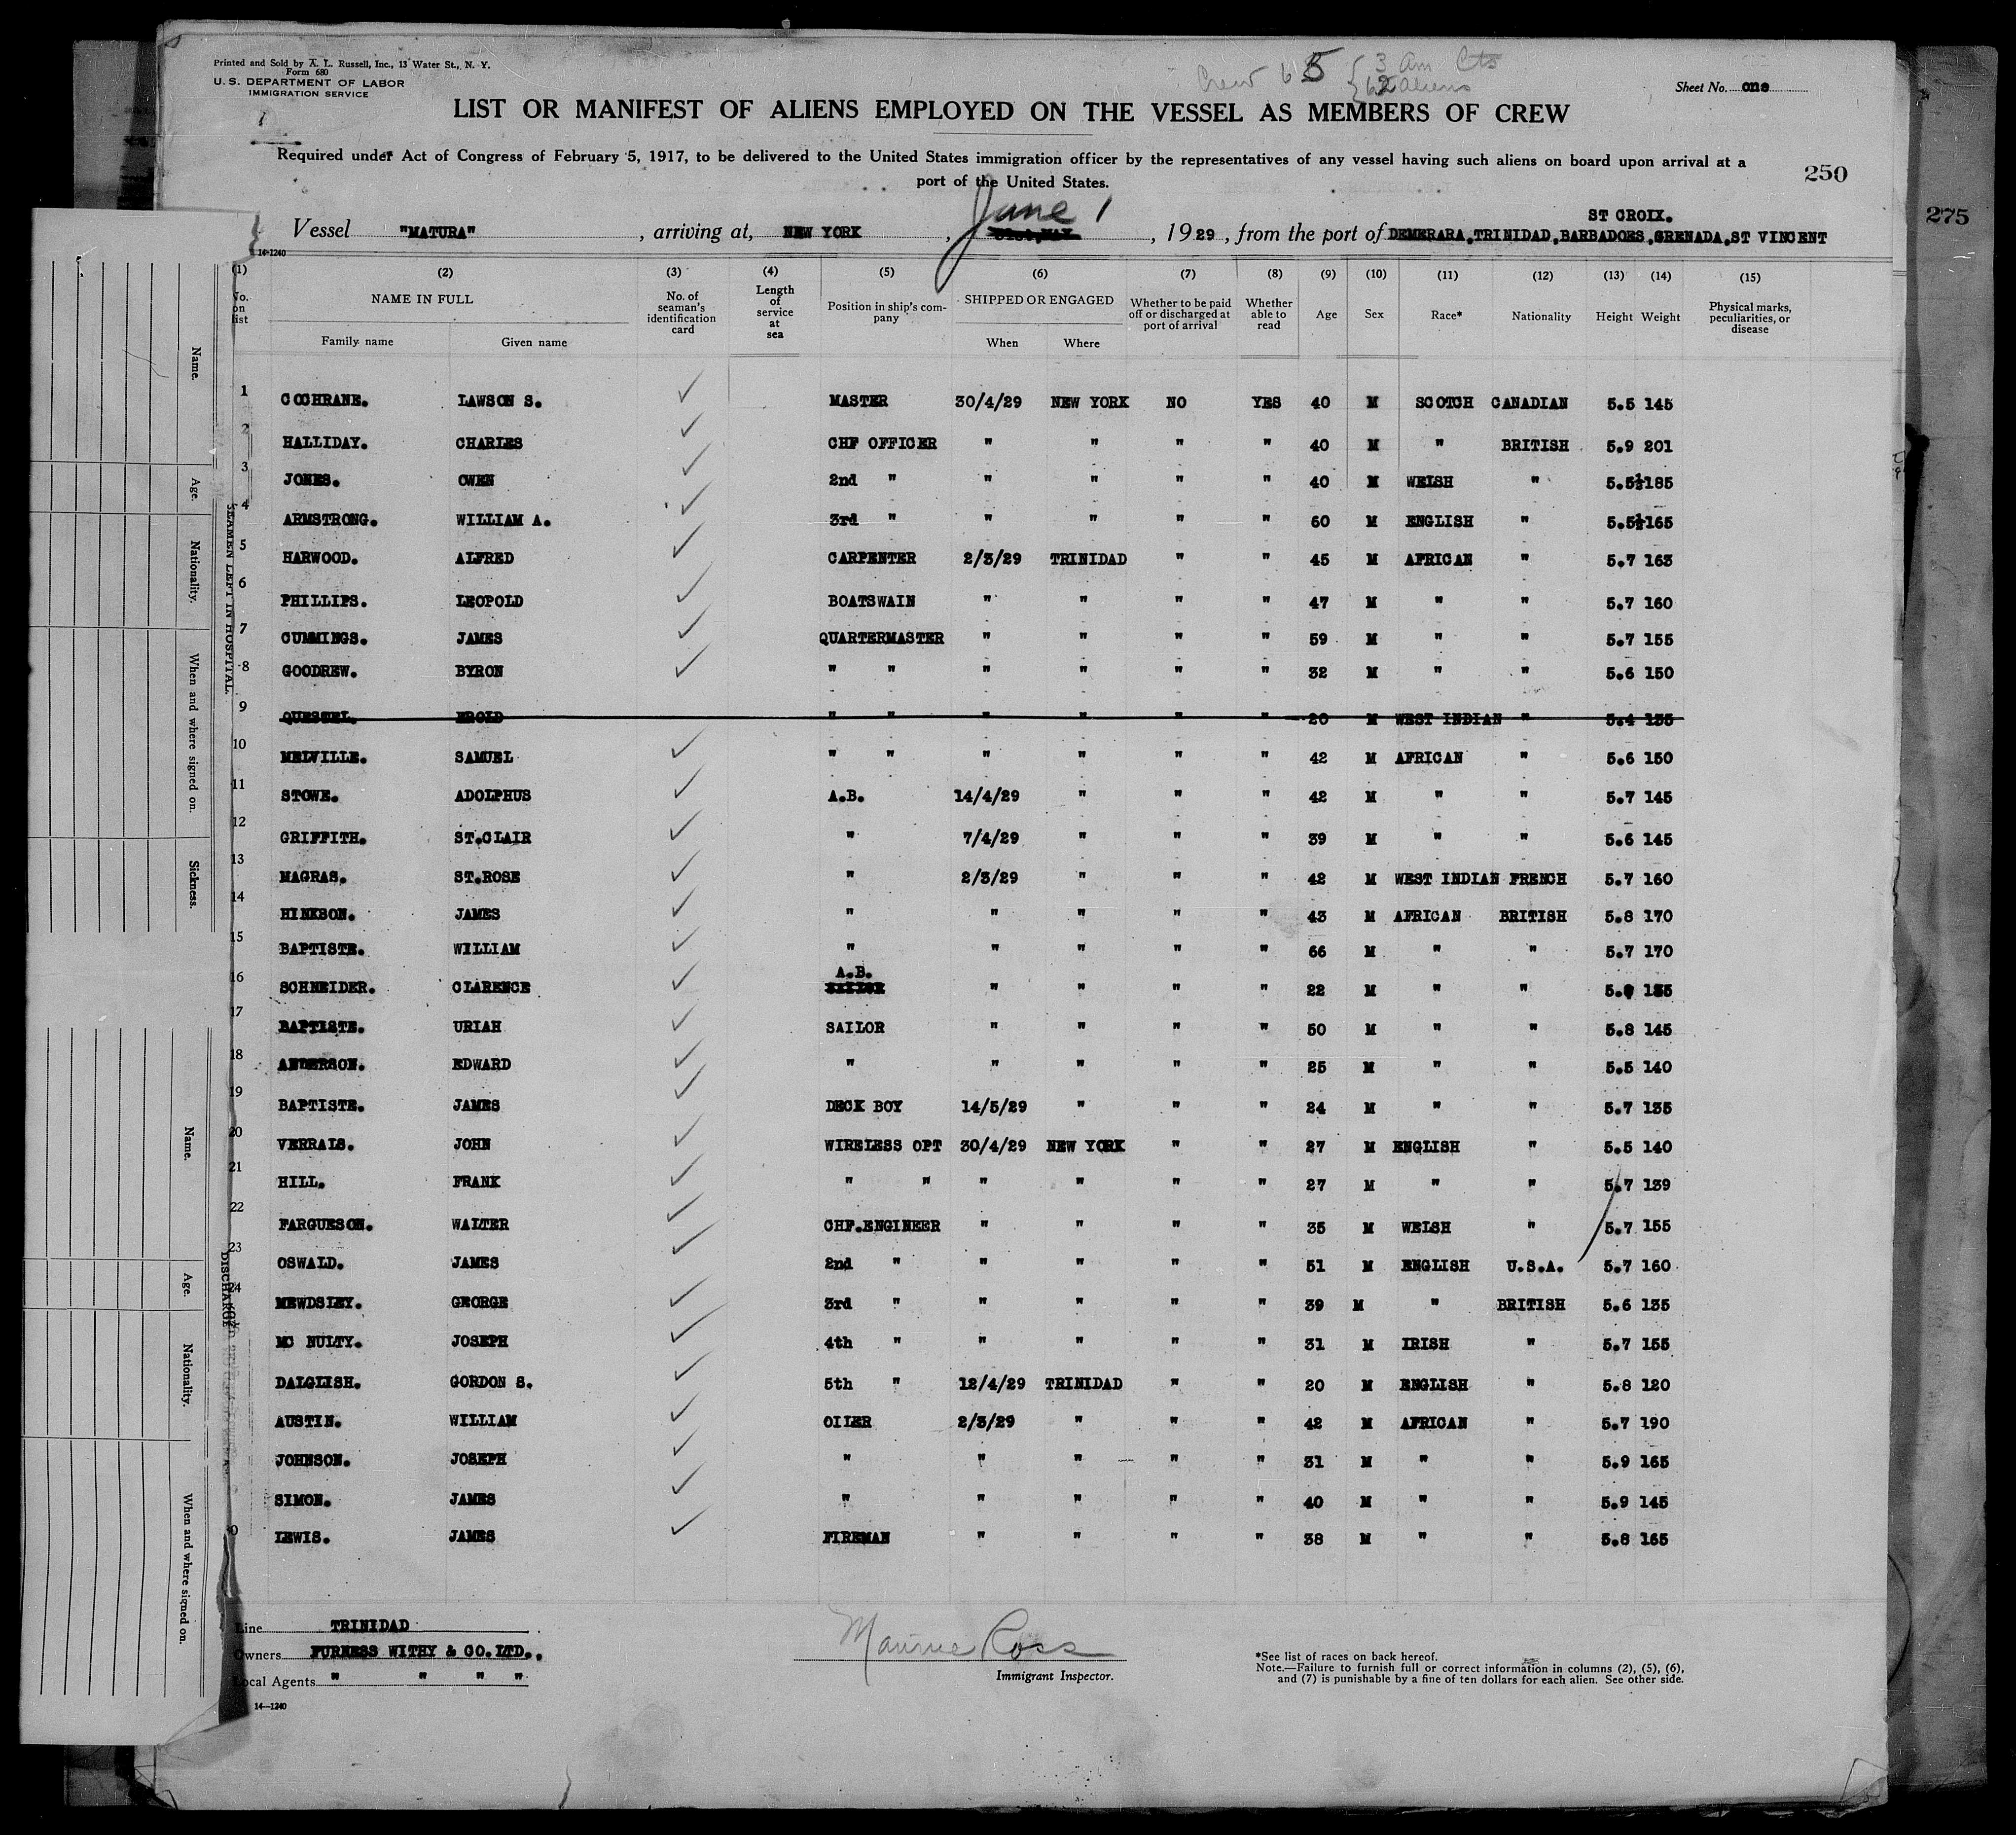 Printed and Sold by A. L. Russell, Inc., 13 Water St., N. Y.
Form 680
U. S. DEPARTMENT OF LABOR
IMMIGRATION SERVICE
Crew 65 { 3 Am Cts
62 aliens
Sheet No. one
LIST OR MANIFEST OF ALIENS EMPLOYED ON THE VESSEL AS MEMBERS OF CREW
Required under Act of Congress of February 5, 1917, to be delivered to the United States immigration officer by the representatives of any vessel having such aliens on board upon arrival at a
port of the United States.
250
275
June 1
ST CROIX.
Vessel "MATURA", arriving at, NEW YORK, 31st, MAY, 1929, from the port of DEMERARA, TRINIDAD, BARBADOES, GRENADA, ST VINCENT
14-1240
(1) (2) (3) (4) (5) (6) (7) (8) (9) (10) (11) (12) (13) (14) (15)
No. on list NAME IN FULL No. of seaman's identification card Length of service at sea Position in ship's company SHIPPED OR ENGAGED Whether to be paid off or discharged at port of arrival Whether able to read Age Sex Race* Nationality Height Weight Physical marks, peculiarities, or disease
Family name Given name When Where
1 COCHRANE. LAWSON S. MASTER 30/4/29 NEW YORK NO YES 40 M SCOTCH CANADIAN 5.5 145
2 HALLIDAY. CHARLES CHF OFFICER " " " " 40 M " BRITISH 5.9 201
3 JONES. OWEN 2nd " " " " " 40 M WELSH " 5.5½ 185
4 ARMSTRONG. WILLIAM A. 3rd " " " " " 60 M ENGLISH " 5.5½ 165
5 HARWOOD. ALFRED CARPENTER 2/3/29 TRINIDAD " " 45 M AFRICAN " 5.7 163
6 PHILLIPS. LEOPOLD BOATSWAIN " " " " 47 M " " 5.7 160
7 CUMMINGS. JAMES QUARTERMASTER " " " " 59 M " " 5.7 155
8 GOODREW. BYRON " " " " " " 32 M " " 5.6 150
9 QUESTEL. EROLD " " " " " " 20 M WEST INDIAN " 5.4 135
10 MELVILLE. SAMUEL " " " " " " 42 M AFRICAN " 5.6 150
11 STOWE. ADOLPHUS A.B. 14/4/29 " " " 42 M " " 5.7 145
12 GRIFFITH. ST.CLAIR " 7/4/29 " " " 39 M " " 5.6 145
13 MAGRAS. ST.ROSE " 2/3/29 " " " 42 M WEST INDIAN FRENCH 5.7 160
14 HINKSON. JAMES " " " " " 43 M AFRICAN BRITISH 5.8 170
15 BAPTISTE. WILLIAM " " " " " 66 M " " 5.7 170
A.B.
16 SCHNEIDER. CLARENCE SAILOR " " " " 22 M " " 135
17 BAPTISTE. URIAH SAILOR " " " " 50 M " " 5.8 145
18 ANDERSON. EDWARD " " " " " 25 M " " 5.5 140
19 BAPTISTE. JAMES DECK BOY 14/5/29 " " " 24 M " " 5.7 135
20 VERRALS. JOHN WIRELESS OPT 30/4/29 NEW YORK " " 27 M ENGLISH " 5.5 140
21 HILL. FRANK " " " " " " 27 M " " 5.7 139
22 FARGUESON. WALTER CHF.ENGINEER " " " " 35 M WELSH " 5.7 155
23 OSWALD. JAMES 2nd " " " " " 51 M ENGLISH U.S.A. 5.7 160
24 MEWDSLEY. GEORGE 3rd " " " " " 39 M " BRITISH 5.6 135
MC NULTY. JOSEPH 4th " " " " " 31 M IRISH " 5.7 155
DALGLISH. GORDON S. 5th " 12/4/29 TRINIDAD " " 20 M ENGLISH " 5.8 120
AUSTIN. WILLIAM OILER 2/3/29 " " " 42 M AFRICAN " 5.7 190
JOHNSON. JOSEPH " " " " " 31 M " " 5.9 165
SIMON. JAMES " " " " " 40 M " " 5.9 145
0 LEWIS. JAMES FIREMAN " " " " 38 M " " 5.8 165
Line TRINIDAD
Owners FURNESS WITHY & CO.LTD.,
Local Agents " " " "
14—1240
Maurice Ross
Immigrant Inspector.
*See list of races on back hereof.
Note.—Failure to furnish full or correct information in columns (2), (5), (6),
and (7) is punishable by a fine of ten dollars for each alien. See other side.
SEAMEN LEFT IN HOSPITAL
Name.
Age.
Nationality.
When and where signed on.
Sickness.
DISCHARGE
Name.
Age.
Nationality.
When and where signed on.